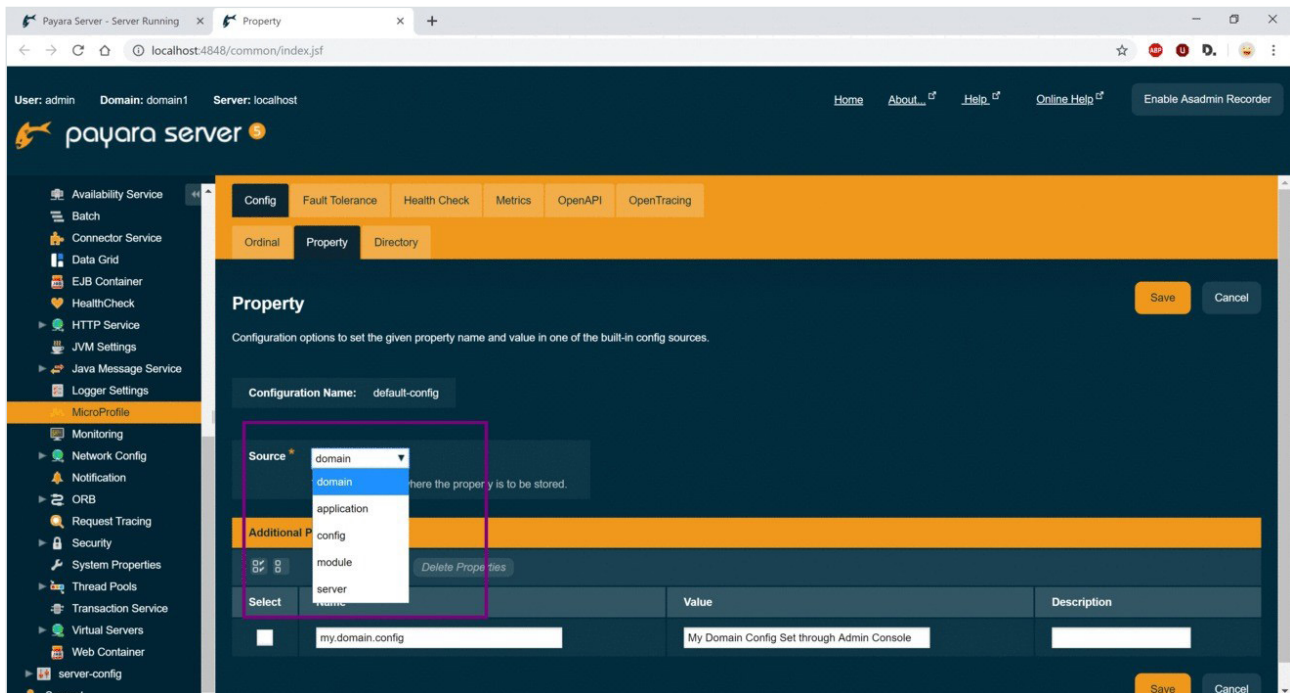 Payara Server - Server Running
Property
localhost:4848/common/index.jsf
ABP
D.
User: admin Domain: domain1 Server: localhost
Home About... Help Online Help Enable Asadmin Recorder
payara server 5
Availability Service
Batch
Connector Service
Data Grid
EJB Container
HealthCheck
HTTP Service
JVM Settings
Java Message Service
Logger Settings
MicroProfile
Monitoring
Network Config
Notification
ORB
Request Tracing
Security
System Properties
Thread Pools
Transaction Service
Virtual Servers
Web Container
server-config
Config Fault Tolerance Health Check Metrics OpenAPI OpenTracing
Ordinal Property Directory
Property
Save Cancel
Configuration options to set the given property name and value in one of the built-in config sources.
Configuration Name: default-config
Source * domain
domain
where the property is to be stored.
application
Additional P
config
module
Delete Properties
server
Select Name Value Description
my.domain.config My Domain Config Set through Admin Console
Save Cancel